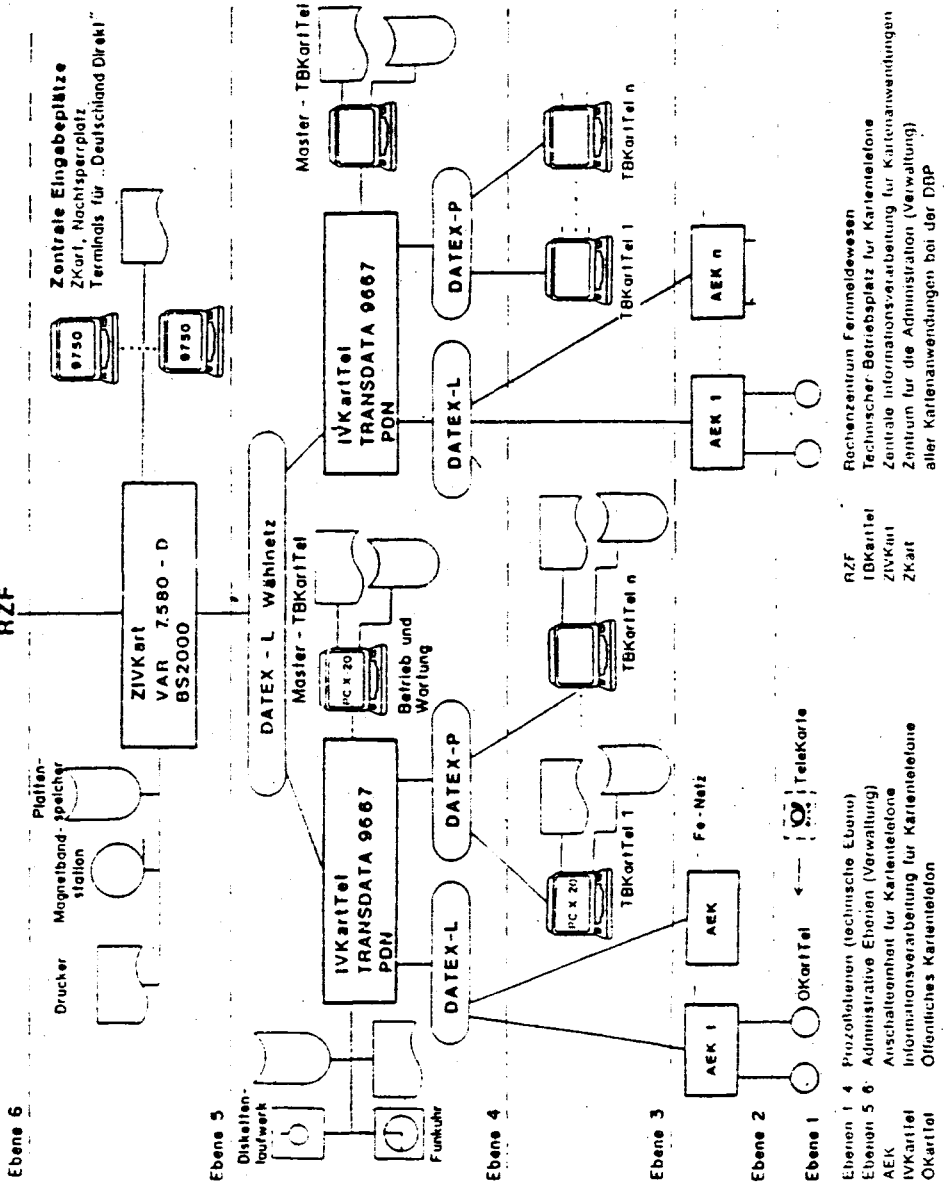 RZF
Ebene 6
Drucker
Magnetband-
station
Platten-
speicher
ZIVKart
VAR 7.580 - D
BS2000
9750
9750
Zentrale Eingabeplätze
ZKart, Nachtsperrplatz
Terminals für „Deutschland Direkt"
Ebene 5
DATEX - L Wählnetz
Disketten-
laufwerk
Funkuhr
IVKartTel
TRANSDATA 9667
PDN
Master - TBKartTel
PC X 20
Betrieb und
Wartung
IVKartTel
TRANSDATA 9667
PDN
Master - TBKartTel
DATEX-L
DATEX-P
DATEX-L
DATEX-P
Ebene 4
PC X 20
TBKartTel 1
TBKartTel n
TBKartTel 1
TBKartTel n
Ebene 3
AEK 1
AEK
Fe-Netz
AEK 1
AEK n
Ebene 2
Ebene 1
OKartTel
TeleKarte
Ebenen 1 4 Prozeßebenen (technische Ebene)
Ebenen 5 6 Administrative Ebenen (Verwaltung)
AEK Anschalteeinheit für Kartentelefone
IVKartTel Informationsverarbeitung für Kartentelefone
ÖKartTel Öffentliches Kartentelefon
RZF Rechenzentrum Fernmeldewesen
TBKartTel Technischer Betriebsplatz für Kartentelefone
ZIVKart Zentrale Informationsverarbeitung für Kartenanwendungen
ZKart Zentrum für die Administration (Verwaltung)
aller Kartenanwendungen bei der DBP